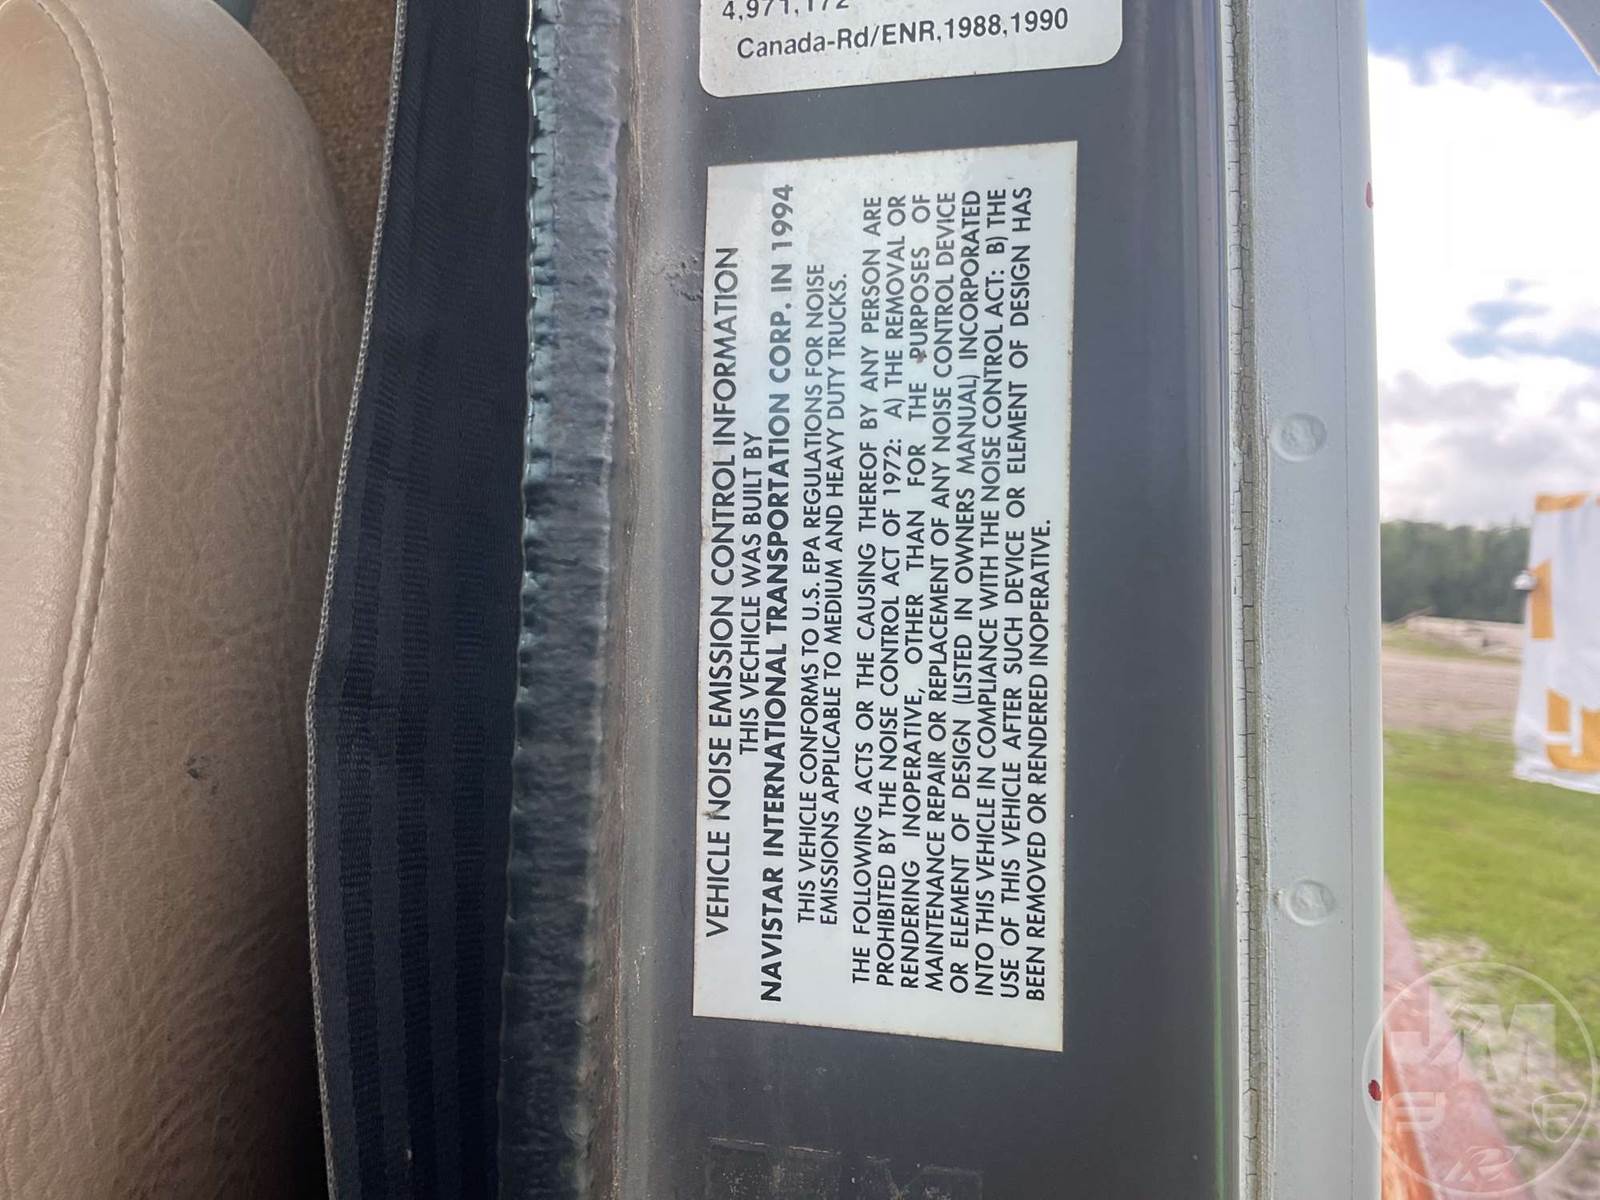 4,971,172
Canada-Rd/ENR,1988,1990
VEHICLE NOISE EMISSION CONTROL INFORMATION
THIS VECHICLE WAS BUILT BY
NAVISTAR INTERNATIONAL TRANSPORTATION CORP. IN 1994
THIS VEHICLE CONFORMS TO U.S. EPA REGULATIONS FOR NOISE
EMISSIONS APPLICABLE TO MEDIUM AND HEAVY DUTY TRUCKS.
THE FOLLOWING ACTS OR THE CAUSING THEREOF BY ANY PERSON ARE
PROHIBITED BY THE NOISE CONTROL ACT OF 1972: A) THE REMOVAL OR
RENDERING INOPERATIVE, OTHER THAN FOR THE PURPOSES OF
MAINTENANCE REPAIR OR REPLACEMENT OF ANY NOISE CONTROL DEVICE
OR ELEMENT OF DESIGN (LISTED IN OWNERS MANUAL) INCORPORATED
INTO THIS VEHICLE IN COMPLIANCE WITH THE NOISE CONTROL ACT: B) THE
USE OF THIS VEHICLE AFTER SUCH DEVICE OR ELEMENT OF DESIGN HAS
BEEN REMOVED OR RENDERED INOPERATIVE.
JM